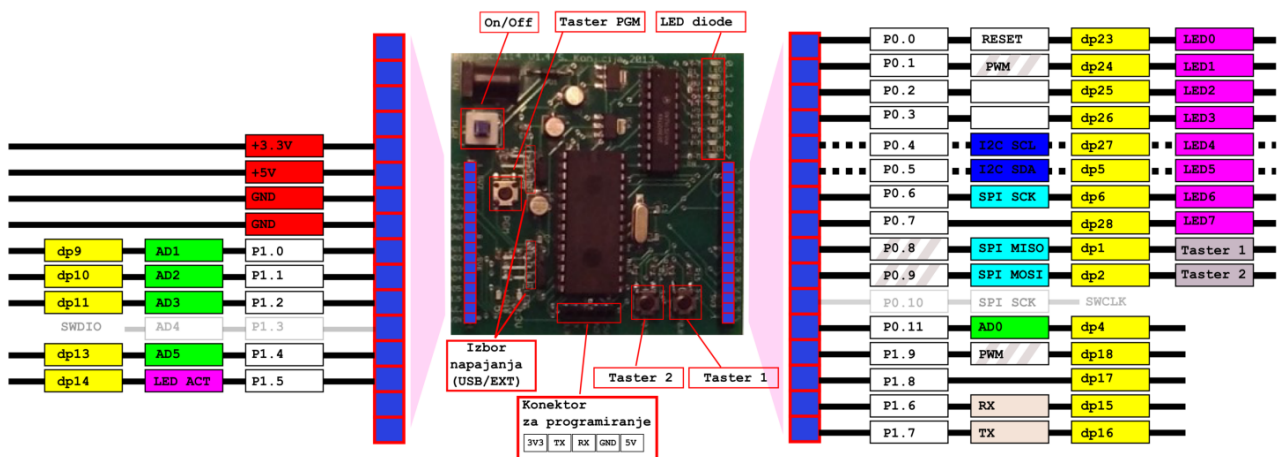 On/Off
Taster PGM
LED diode
P0.0 RESET dp23 LED0
P0.1 PWM dp24 LED1
P0.2 dp25 LED2
P0.3 dp26 LED3
P0.4 I2C SCL dp27 LED4
P0.5 I2C SDA dp5 LED5
P0.6 SPI SCK dp6 LED6
P0.7 dp28 LED7
P0.8 SPI MISO dp1 Taster 1
P0.9 SPI MOSI dp2 Taster 2
P0.10 SPI SCK SWCLK
P0.11 AD0 dp4
P1.9 PWM dp18
P1.8 dp17
P1.6 RX dp15
P1.7 TX dp16
+3.3V
+5V
GND
GND
dp9 AD1 P1.0
dp10 AD2 P1.1
dp11 AD3 P1.2
SWDIO AD4 P1.3
dp13 AD5 P1.4
dp14 LED ACT P1.5
2013
Izbor
napajanja
(USB/EXT)
Taster 2
Taster 1
Konektor
za programiranje
3V3 TX RX GND 5V